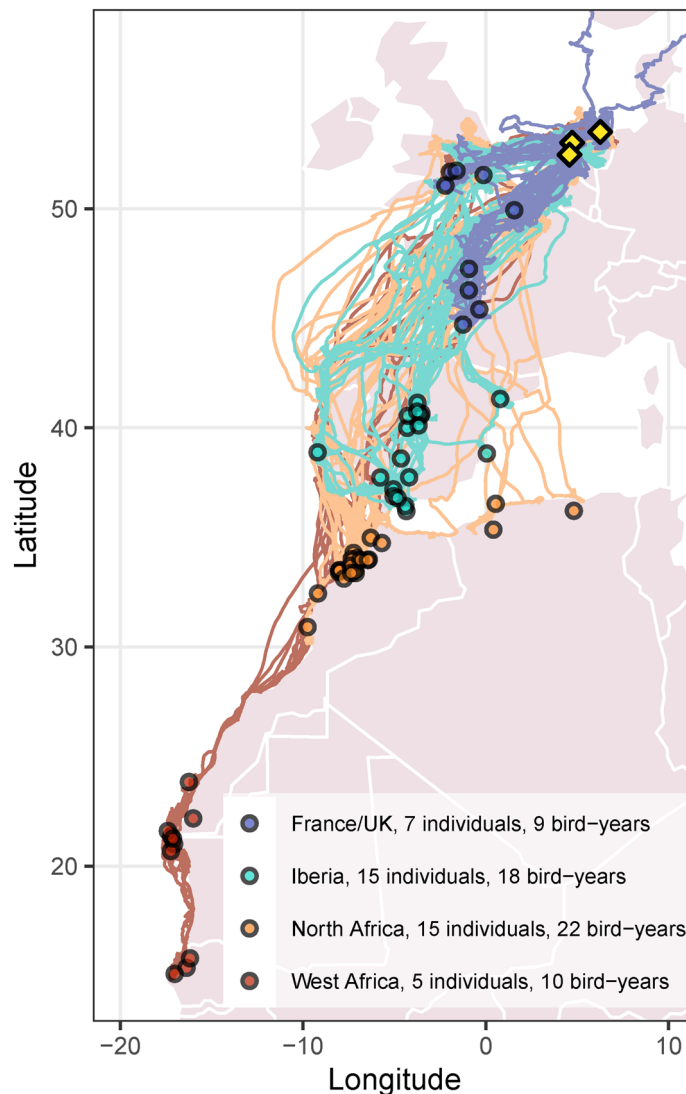 Latitude
50
40
30
20
France/UK, 7 individuals, 9 bird−years
Iberia, 15 individuals, 18 bird−years
North Africa, 15 individuals, 22 bird−years
West Africa, 5 individuals, 10 bird−years
−20
−10
0
10
Longitude